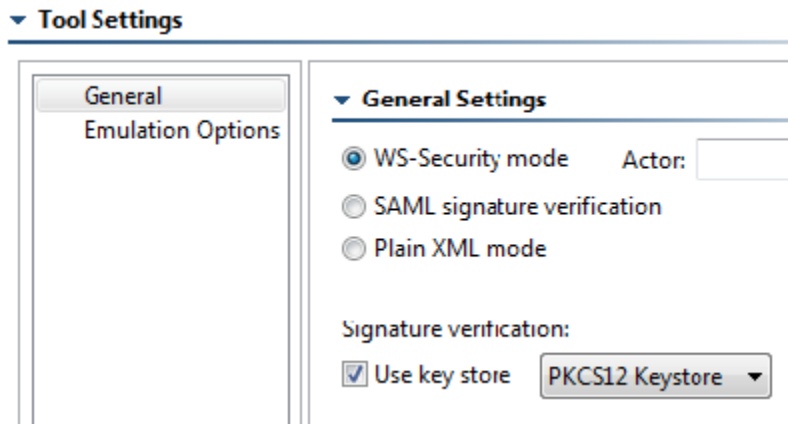 Tool Settings
General
Emulation Options
General Settings
WS-Security mode Actor:
SAML signature verification
Plain XML mode
Signature verification:
Use key store PKCS12 Keystore